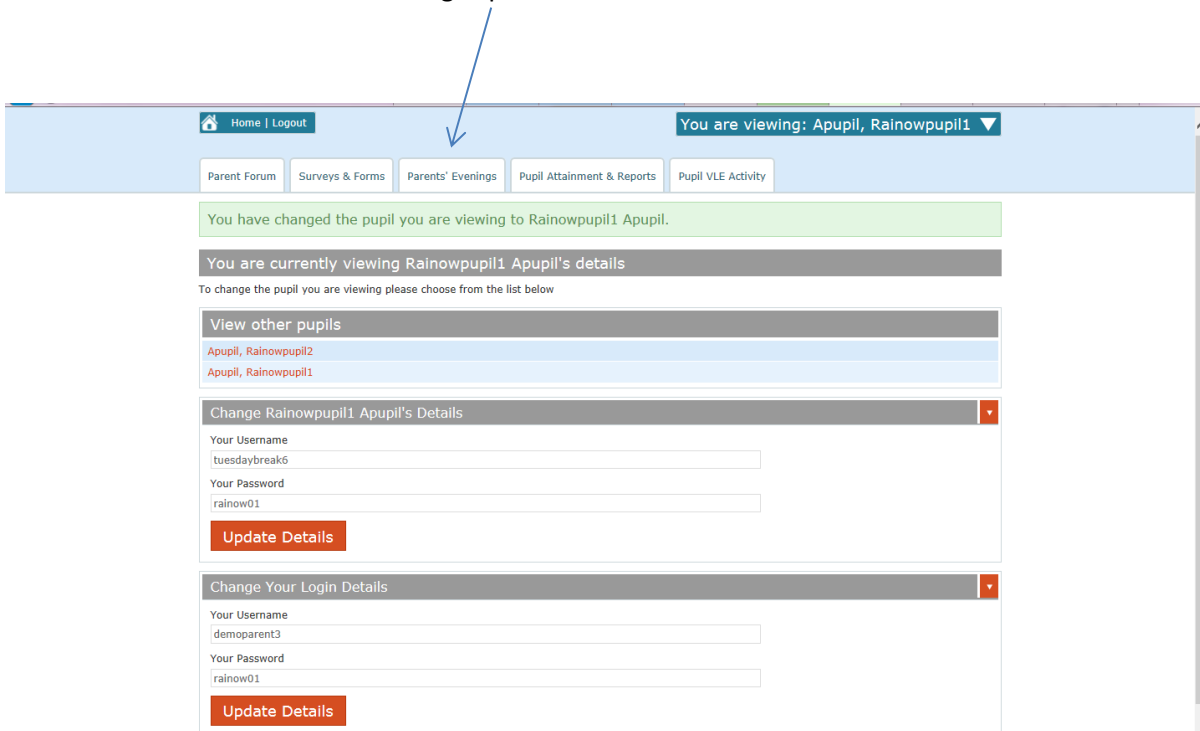 Home | Logout
You are viewing: Apupil, Rainowpupil1 ▼
Parent Forum
Surveys & Forms
Parents' Evenings
Pupil Attainment & Reports
Pupil VLE Activity
You have changed the pupil you are viewing to Rainowpupil1 Apupil.
You are currently viewing Rainowpupil1 Apupil's details
To change the pupil you are viewing please choose from the list below
View other pupils
Apupil, Rainowpupil2
Apupil, Rainowpupil1
Change Rainowpupil1 Apupil's Details
Your Username
tuesdaybreak6
Your Password
rainow01
Update Details
Change Your Login Details
Your Username
demoparent3
Your Password
rainow01
Update Details